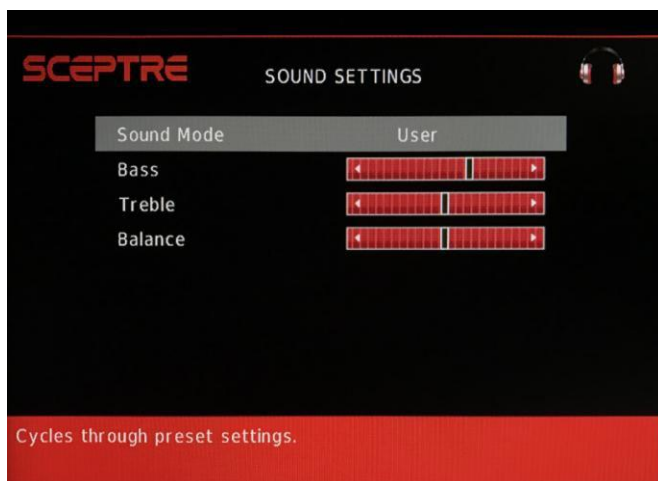 SCEPTRE
SOUND SETTINGS
Sound Mode User
Bass
Treble
Balance
Cycles through preset settings.